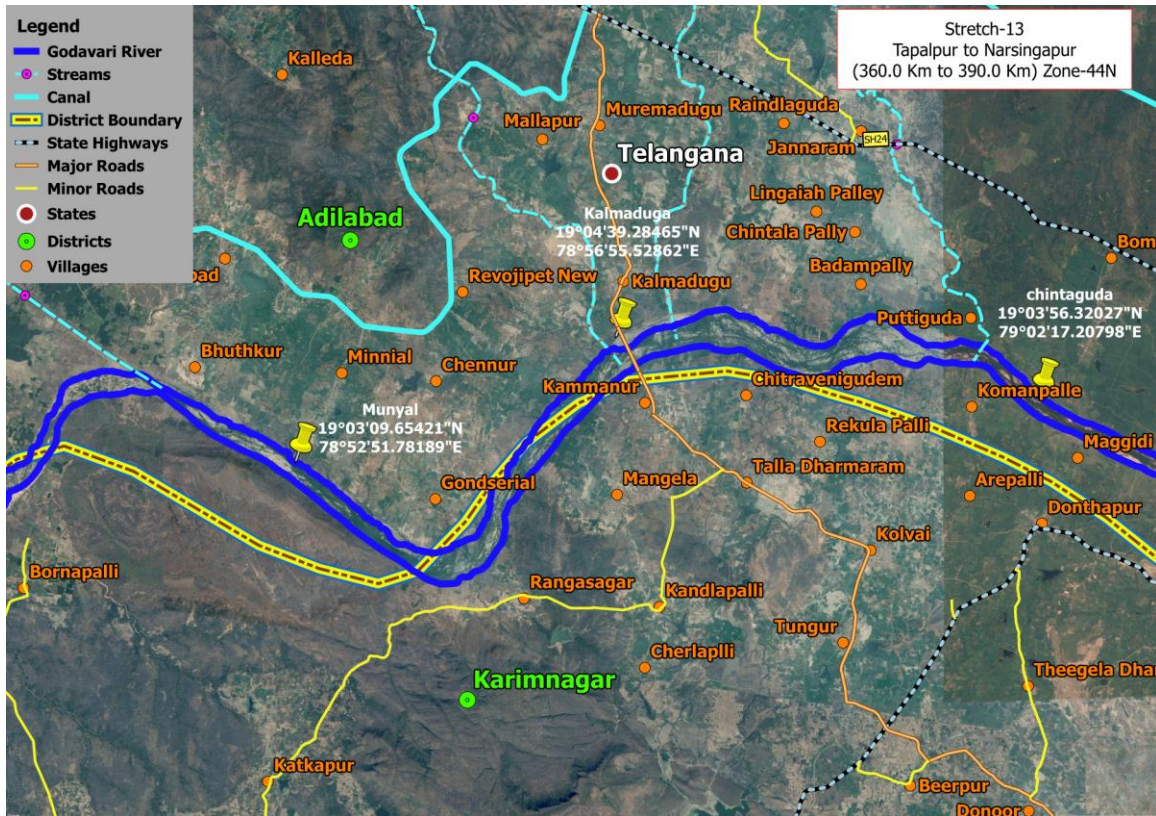 Legend
Godavari River
Streams
Canal
District Boundary
State Highways
Major Roads
Minor Roads
States
Districts
Villages
Stretch-13
Tapalpur to Narsingapur
(360.0 Km to 390.0 Km) Zone-44N
Kalleda
Mallapur
Muremadugu
Raindlaguda
Jannaram
SH24
Telangana
Adilabad
Lingaiah Palley
Kalmaduga
19°04'39.28465"N
78°56'55.52862"E
Chintala Pally
Bom
bad
Revojipet New
Kalmadugu
Badampally
chintaguda
19°03'56.32027"N
79°02'17.20798"E
Puttiguda
Bhuthkur
Minnial
Chennur
Kammanur
Chitravenigudem
Komanpalle
Munyal
19°03'09.65421"N
78°52'51.78189"E
Rekula Palli
Maggidi
Gondserial
Mangela
Talla Dharmaram
Arepalli
Donthapur
Kolvai
Bornapalli
Rangasagar
Kandlapalli
Tungur
Cherlaplli
Karimnagar
Theegela Dhar
Katkapur
Beerpur
Donoor